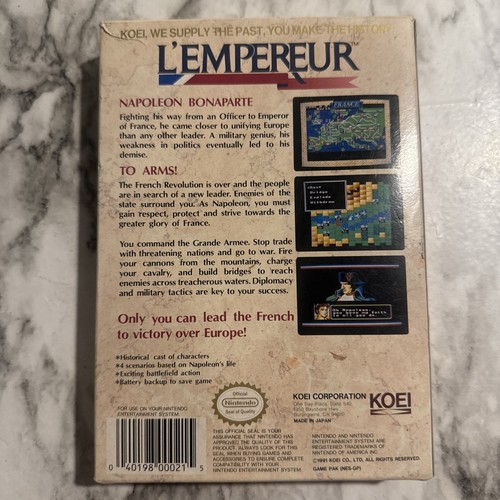 KOEI, WE SUPPLY THE PAST, YOU MAKE THE HISTORY
L'EMPEREUR™
NAPOLEON BONAPARTE
Fighting his way from an Officer to Emperor
of France, he came closer to unifying Europe
than any other leader. A military genius, his
weakness in politics eventually led to his
demise.
FRANCE
TO ARMS!
The French Revolution is over and the people
are in search of a new leader. Enemies of the
state surround you. As Napoleon, you must
gain respect, protect and strive towards the
greater glory of France.
You command the Grande Armee. Stop trade
with threatening nations and go to war. Fire
your cannons from the mountains, charge
your cavalry, and build bridges to reach
enemies across treacherous waters. Diplomacy
and military tactics are key to your success.
Only you can lead the French
to victory over Europe!
*Historical cast of characters
*4 scenarios based on Napoleon's life
*Exciting battlefield action
*Battery backup to save game
Official
Nintendo
Seal of Quality
KOEI CORPORATION
One Bay Plaza, Suite 540
1350 Bayshore Hwy.
Burlingame, CA 94010
MADE IN JAPAN
KOEI
FOR USE ON YOUR NINTENDO
ENTERTAINMENT SYSTEM.
0 40198 00021 5
THIS OFFICIAL SEAL IS YOUR
ASSURANCE THAT NINTENDO HAS
APPROVED THE QUALITY OF THIS
PRODUCT. ALWAYS LOOK FOR THIS
SEAL WHEN BUYING GAMES AND
ACCESSORIES TO ENSURE COMPLETE
COMPATIBILITY WITH YOUR
NINTENDO ENTERTAINMENT SYSTEM.
NINTENDO AND NINTENDO
ENTERTAINMENT SYSTEM ARE
REGISTERED TRADEMARKS OF
NINTENDO OF AMERICA INC.
©1991 KOEI CO., LTD. ALL RIGHTS RESERVED.
GAME PAK (NES-GP)